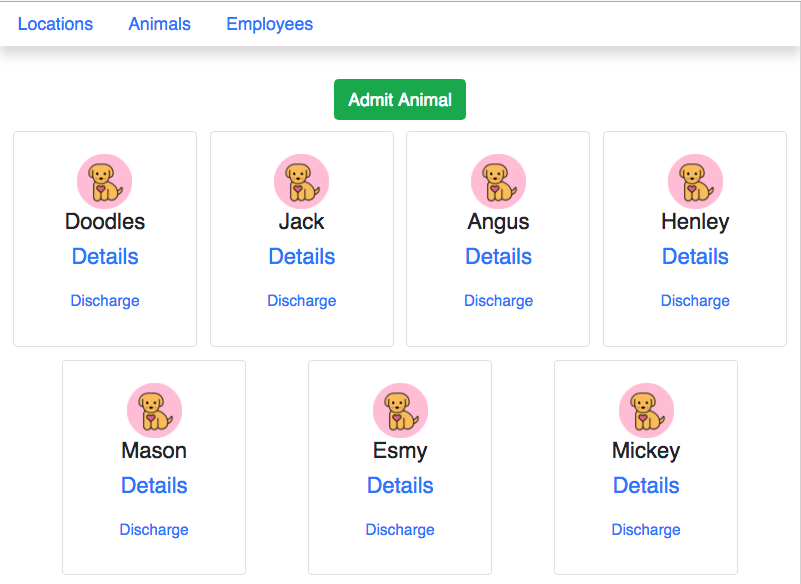 Locations Animals Employees
Admit Animal
Doodles
Details
Discharge
Jack
Details
Discharge
Angus
Details
Discharge
Henley
Details
Discharge
Mason
Details
Discharge
Esmy
Details
Discharge
Mickey
Details
Discharge